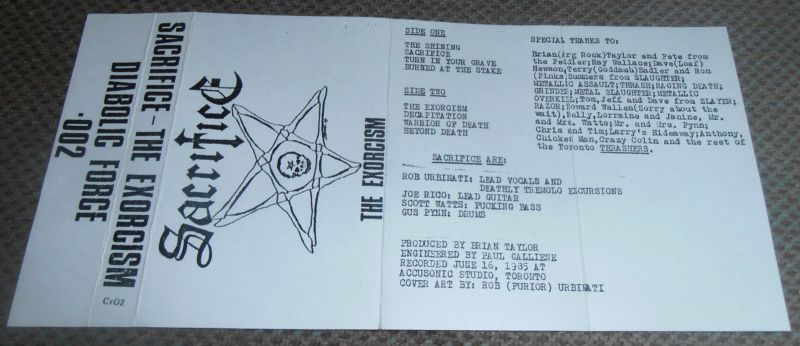 SACRIFICE - THE EXORCISM
DIABOLIC FORCE
·002
CrO2
SACRIFICE - THE EXORCISM
Sacrifice
THE EXORCISM
SIDE ONE
THE SHINING
SACRIFICE
TURN IN YOUR GRAVE
BURNED AT THE STAKE
SIDE TWO
THE EXORCISM
DECAPITATION
WARRIOR OF DEATH
BEYOND DEATH
SACRIFICE ARE:
ROB URBINATI: LEAD VOCALS AND
DEATHLY TREMOLO EXCURSIONS
JOE RICO: LEAD GUITAR
SCOTT WATTS: FUCKING BASS
GUS PYNN: DRUMS
PRODUCED BY BRIAN TAYLOR
ENGINEERED BY PAUL CALLIENE
RECORDED JUNE 16, 1985 AT
ACCUSONIC STUDIO, TORONTO
COVER ART BY: ROB (FURIOR) URBINATI
SPECIAL THANKS TO:
Brian(Arg Rock)Taylor and Pete from
the Peddler;Ray Wallace;Dave(Loaf)
Hewson,Terry(Goddamb)Sadler and Ron
(Pinks)Sumners from SLAUGHTER;
METALLIC ASSAULT;THRASH;RAGING DEATH;
GRINDER;METAL SLAUGHTER;METALLIC
OVERKILL;Tom,Jeff and Dave from SLAYER;
RAZOR;Howard Wallen(Sorry about the
wait),Nelly,Lorraine and Janine, Mr.
and Mrs. Watts;Mr. and Mrs. Pynn;
Chris and Tim;Larry's Hideaway;Anthony,
Chicken Man,Crazy Colin and the rest of
the Toronto THRASHERS.